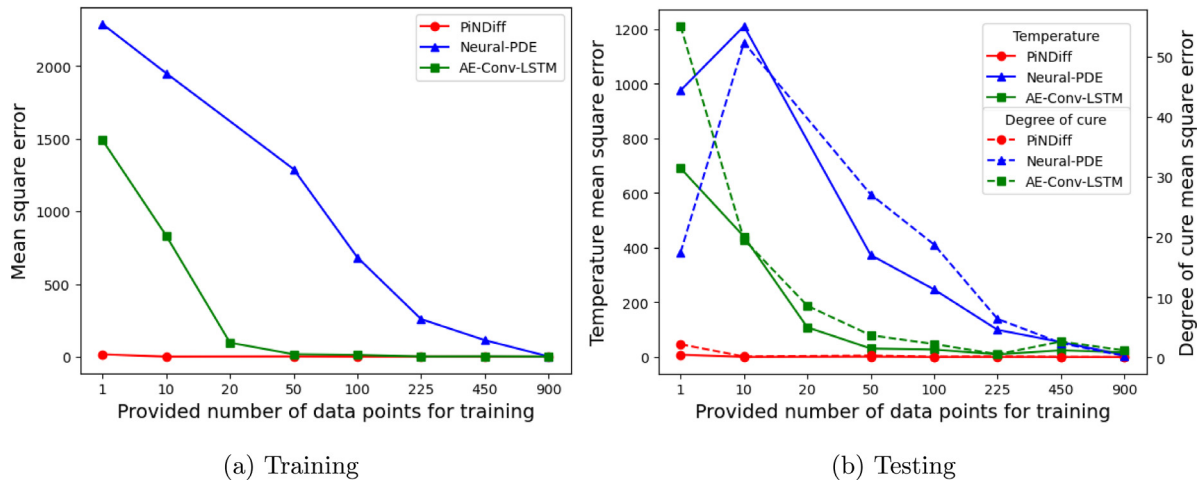 PiNDiff
Neural-PDE
AE-Conv-LSTM
Mean square error
2000
1500
1000
500
0
1 10 20 50 100 225 450 900
Provided number of data points for training
(a) Training
Temperature
PiNDiff
Neural-PDE
AE-Conv-LSTM
Degree of cure
PiNDiff
Neural-PDE
AE-Conv-LSTM
Temperature mean square error
1200
1000
800
600
400
200
0
Degree of cure mean square error
50
40
30
20
10
0
1 10 20 50 100 225 450 900
Provided number of data points for training
(b) Testing